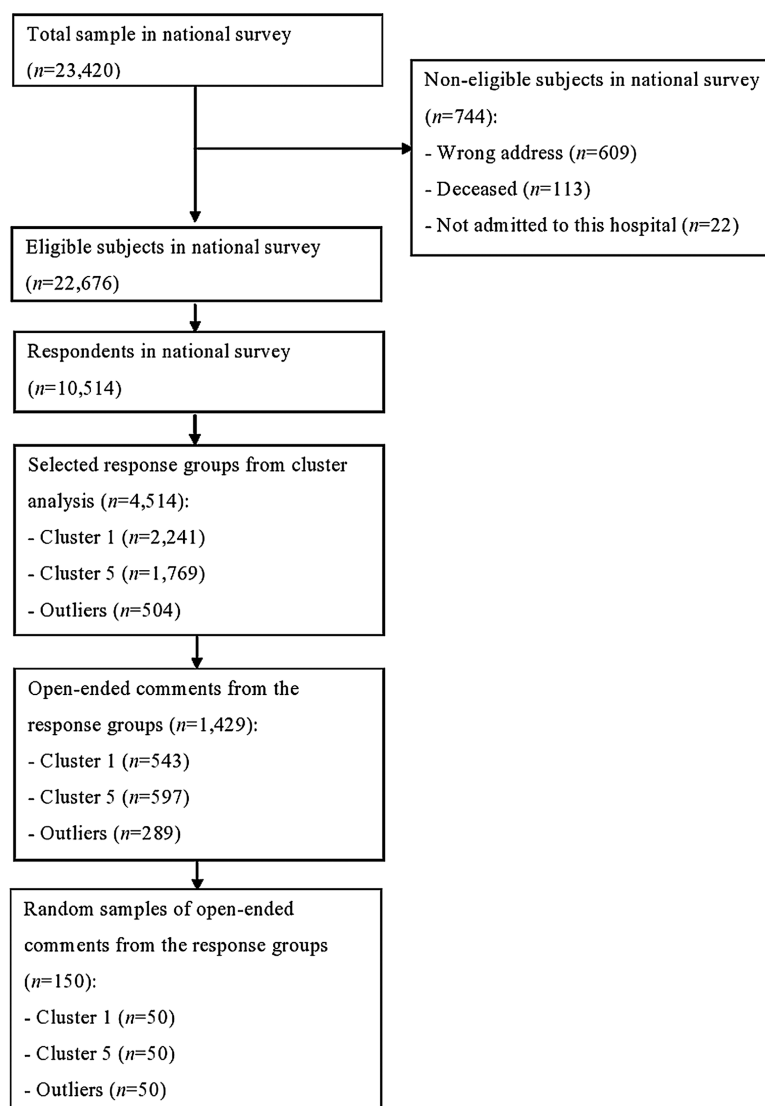 Total sample in national survey
(n=23,420)
Non-eligible subjects in national survey
(n=744):
- Wrong address (n=609)
- Deceased (n=113)
- Not admitted to this hospital (n=22)
Eligible subjects in national survey
(n=22,676)
Respondents in national survey
(n=10,514)
Selected response groups from cluster
analysis (n=4,514):
- Cluster 1 (n=2,241)
- Cluster 5 (n=1,769)
- Outliers (n=504)
Open-ended comments from the
response groups (n=1,429):
- Cluster 1 (n=543)
- Cluster 5 (n=597)
- Outliers (n=289)
Random samples of open-ended
comments from the response groups
(n=150):
- Cluster 1 (n=50)
- Cluster 5 (n=50)
- Outliers (n=50)